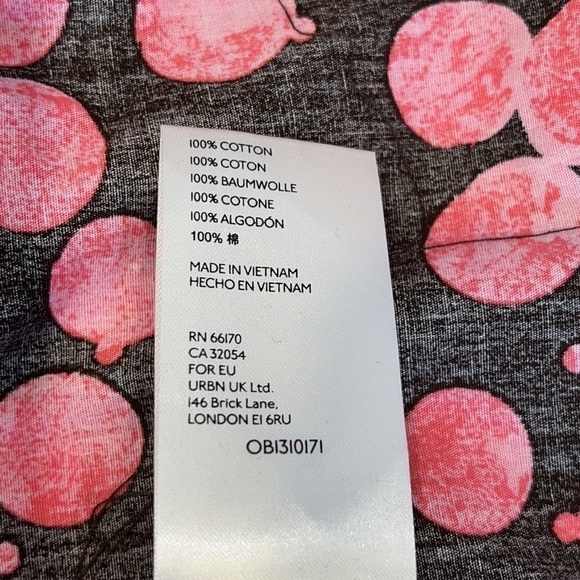 100% COTTON
100% COTON
100% BAUMWOLLE
100% COTONE
100% ALGODÓN
100% 棉
MADE IN VIETNAM
HECHO EN VIETNAM
RN 66170
CA 32054
FOR EU
URBN UK Ltd.
146 Brick Lane,
LONDON E1 6RU
OB1310171